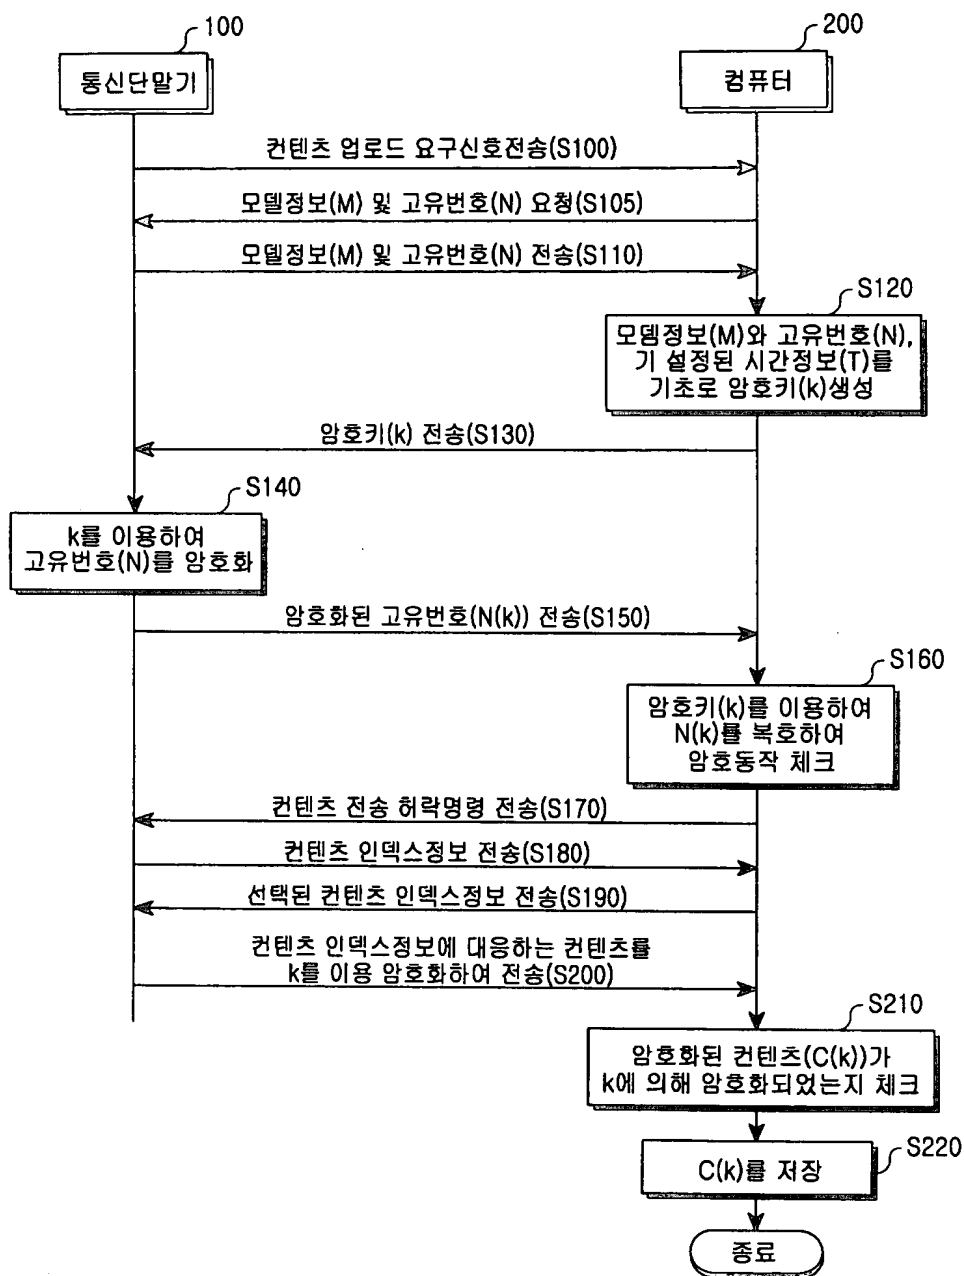 100
200
통신단말기
컴퓨터
컨텐츠 업로드 요구신호전송(S100)
모델정보(M) 및 고유번호(N) 요청(S105)
모델정보(M) 및 고유번호(N) 전송(S110)
S120
모뎀정보(M)와 고유번호(N),
기 설정된 시간정보(T)를
기초로 암호키(k)생성
암호키(k) 전송(S130)
S140
k를 이용하여
고유번호(N)를 암호화
암호화된 고유번호(N(k)) 전송(S150)
S160
암호키(k)를 이용하여
N(k)를 복호하여
암호동작 체크
컨텐츠 전송 허락명령 전송(S170)
컨텐츠 인덱스정보 전송(S180)
선택된 컨텐츠 인덱스정보 전송(S190)
컨텐츠 인덱스정보에 대응하는 컨텐츠를
k를 이용 암호화하여 전송(S200)
S210
암호화된 컨텐츠(C(k))가
k에 의해 암호화되었는지 체크
S220
C(k)를 저장
종료